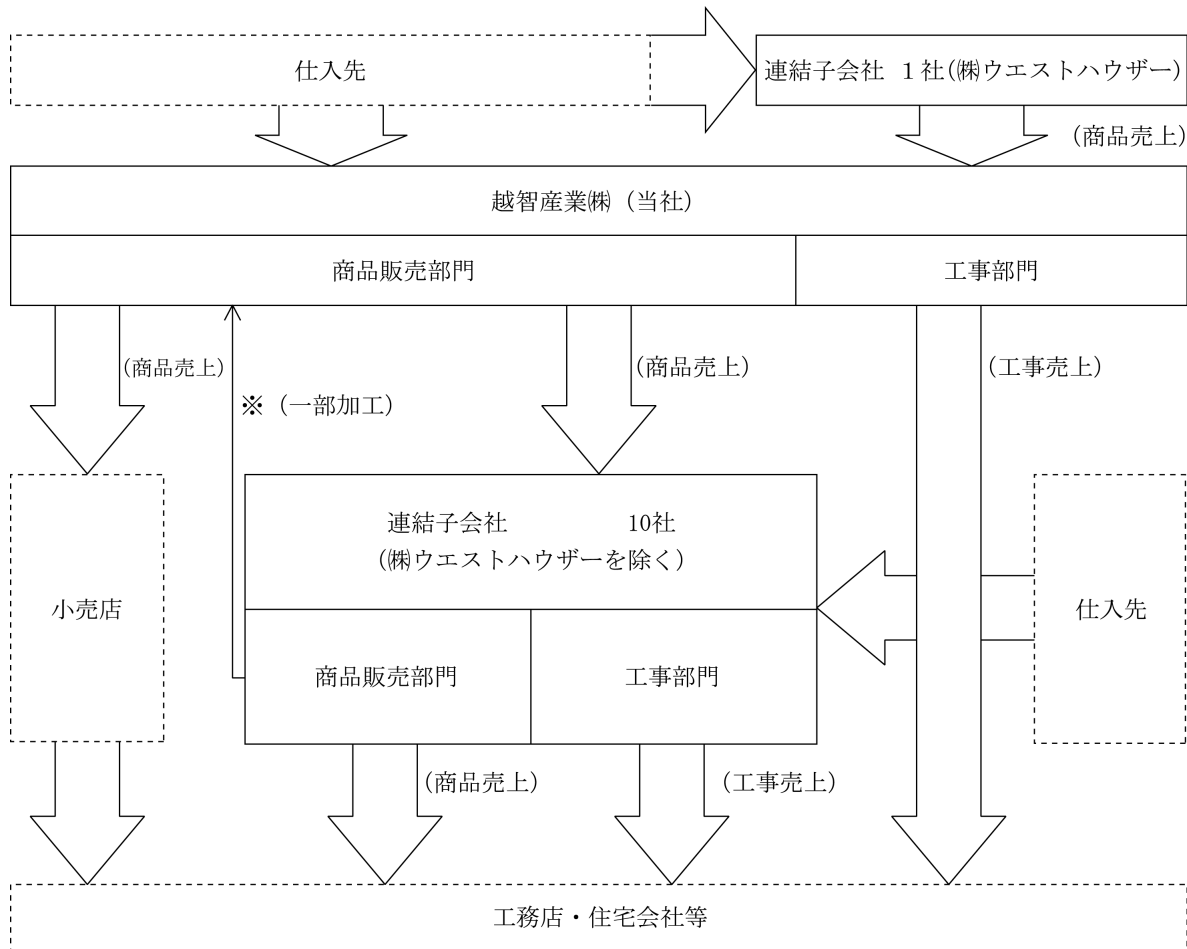 仕入先
連結子会社 1社(㈱ウエストハウザー)
(商品売上)
越智産業㈱(当社)
商品販売部門
工事部門
(商品売上)
(商品売上)
(工事売上)
※(一部加工)
連結子会社 10社
(㈱ウエストハウザーを除く)
小売店
仕入先
商品販売部門
工事部門
(商品売上)
(工事売上)
工務店・住宅会社等